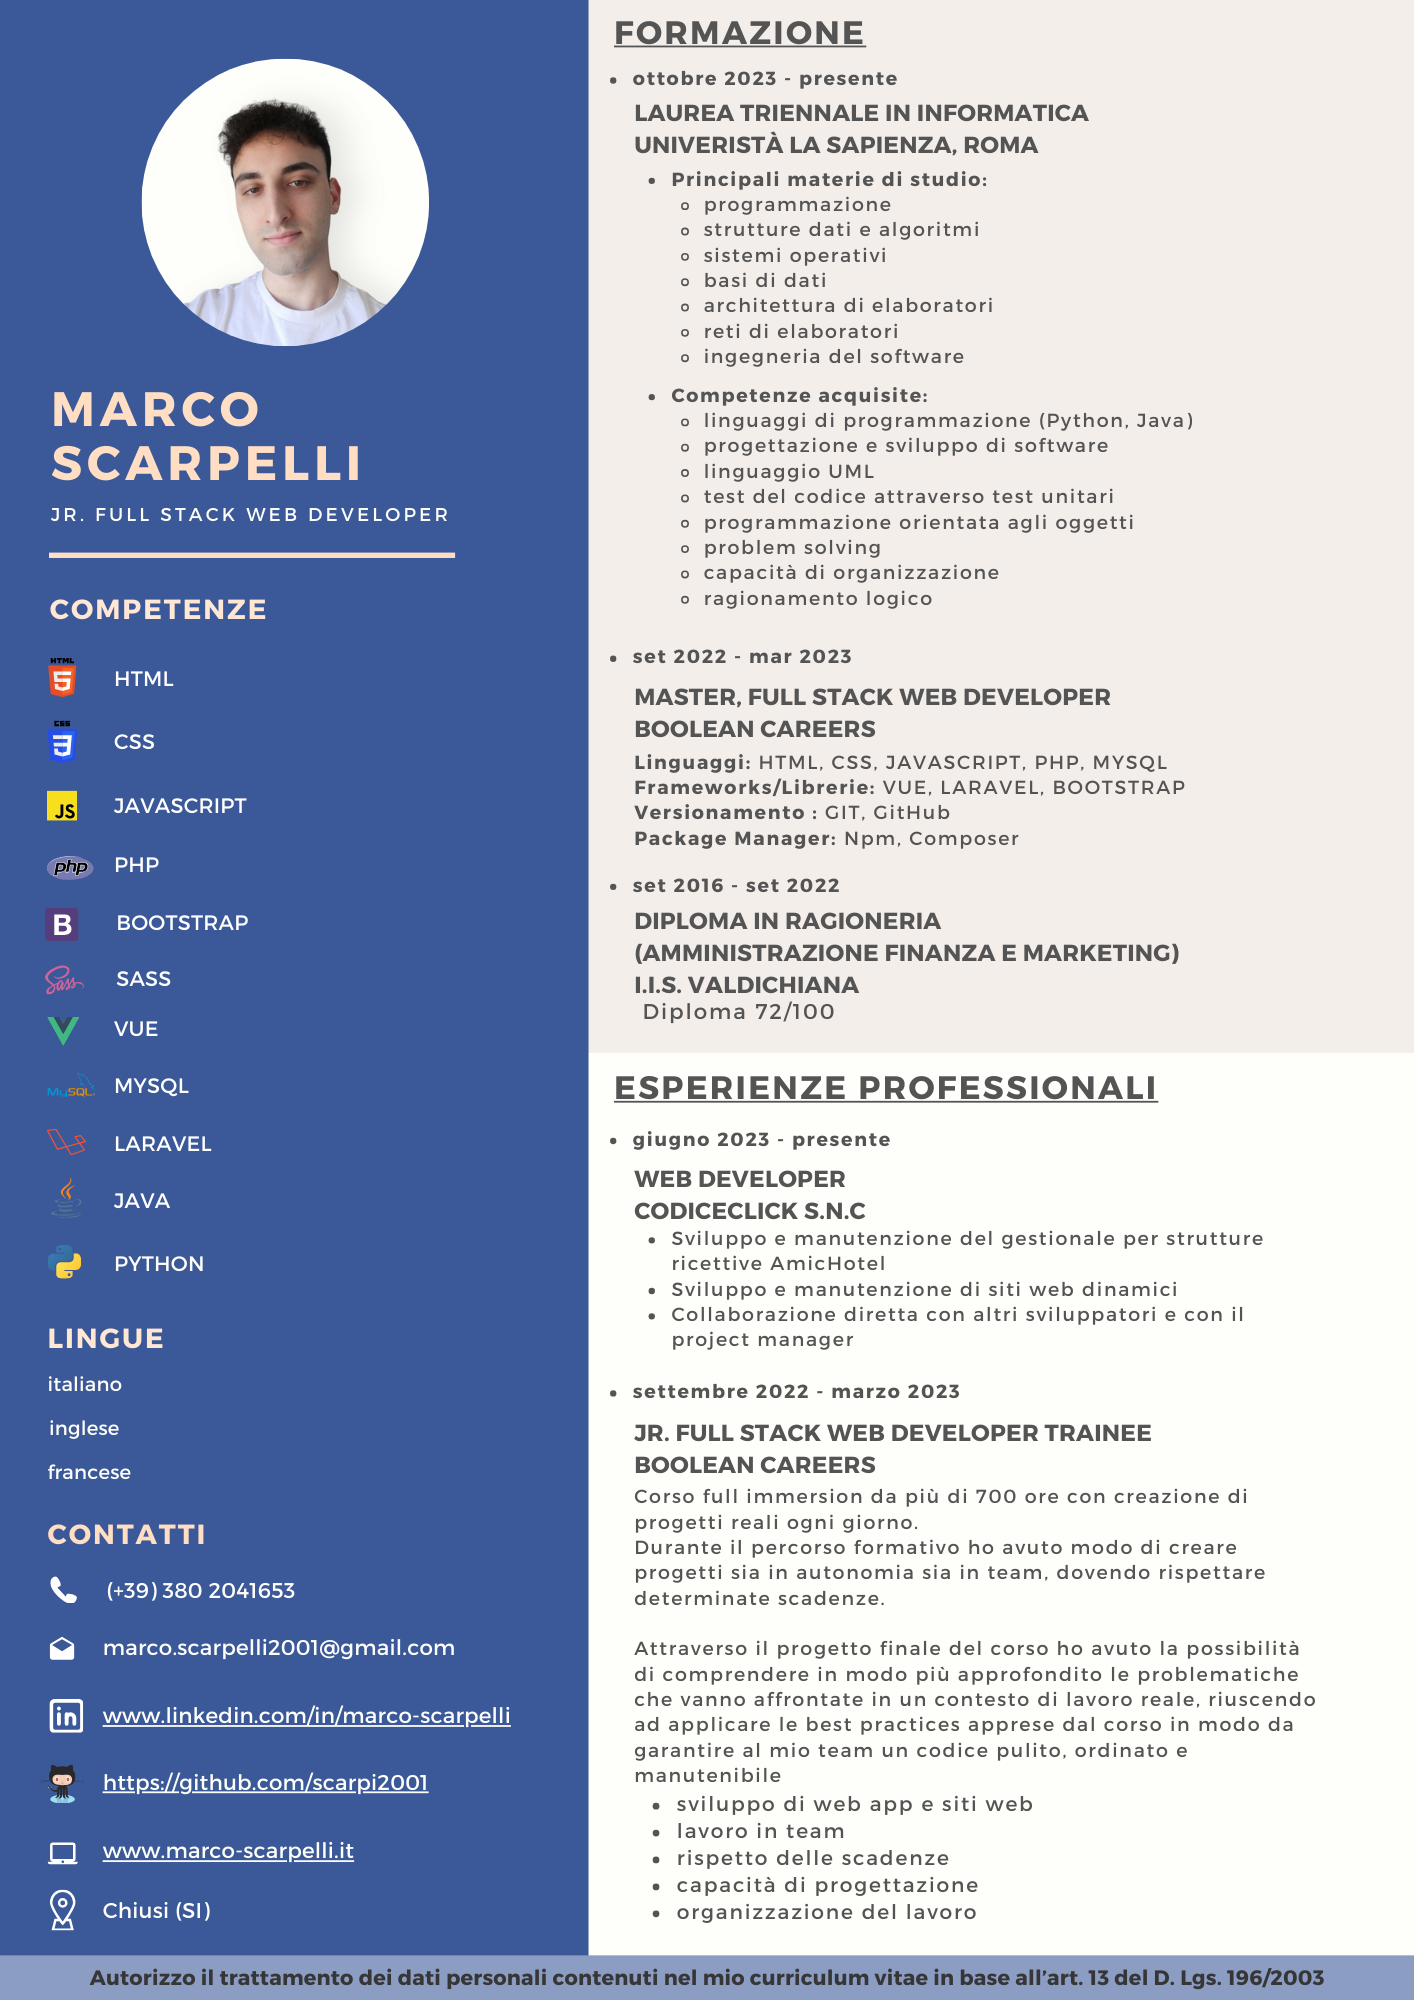 MARCO
SCARPELLI
JR. FULL STACK WEB DEVELOPER
COMPETENZE
HTML
HTML
CSS
CSS
JS
JAVASCRIPT
php
PHP
B
BOOTSTRAP
Sass
SASS
VUE
MySQL
MYSQL
LARAVEL
JAVA
PYTHON
LINGUE
italiano
inglese
francese
CONTATTI
(+39) 380 2041653
marco.scarpelli2001@gmail.com
in
www.linkedin.com/in/marco-scarpelli
https://github.com/scarpi2001
www.marco-scarpelli.it
Chiusi (SI)
FORMAZIONE
• ottobre 2023 - presente
LAUREA TRIENNALE IN INFORMATICA
UNIVERISTÀ LA SAPIENZA, ROMA
• Principali materie di studio:
◦ programmazione
◦ strutture dati e algoritmi
◦ sistemi operativi
◦ basi di dati
◦ architettura di elaboratori
◦ reti di elaboratori
◦ ingegneria del software
• Competenze acquisite:
◦ linguaggi di programmazione (Python, Java)
◦ progettazione e sviluppo di software
◦ linguaggio UML
◦ test del codice attraverso test unitari
◦ programmazione orientata agli oggetti
◦ problem solving
◦ capacità di organizzazione
◦ ragionamento logico
• set 2022 - mar 2023
MASTER, FULL STACK WEB DEVELOPER
BOOLEAN CAREERS
Linguaggi: HTML, CSS, JAVASCRIPT, PHP, MYSQL
Frameworks/Librerie: VUE, LARAVEL, BOOTSTRAP
Versionamento : GIT, GitHub
Package Manager: Npm, Composer
• set 2016 - set 2022
DIPLOMA IN RAGIONERIA
(AMMINISTRAZIONE FINANZA E MARKETING)
I.I.S. VALDICHIANA
Diploma 72/100
ESPERIENZE PROFESSIONALI
• giugno 2023 - presente
WEB DEVELOPER
CODICECLICK S.N.C
• Sviluppo e manutenzione del gestionale per strutture
ricettive AmicHotel
• Sviluppo e manutenzione di siti web dinamici
• Collaborazione diretta con altri sviluppatori e con il
project manager
• settembre 2022 - marzo 2023
JR. FULL STACK WEB DEVELOPER TRAINEE
BOOLEAN CAREERS
Corso full immersion da più di 700 ore con creazione di
progetti reali ogni giorno.
Durante il percorso formativo ho avuto modo di creare
progetti sia in autonomia sia in team, dovendo rispettare
determinate scadenze.
Attraverso il progetto finale del corso ho avuto la possibilità
di comprendere in modo più approfondito le problematiche
che vanno affrontate in un contesto di lavoro reale, riuscendo
ad applicare le best practices apprese dal corso in modo da
garantire al mio team un codice pulito, ordinato e
manutenibile
• sviluppo di web app e siti web
• lavoro in team
• rispetto delle scadenze
• capacità di progettazione
• organizzazione del lavoro
Autorizzo il trattamento dei dati personali contenuti nel mio curriculum vitae in base all’art. 13 del D. Lgs. 196/2003